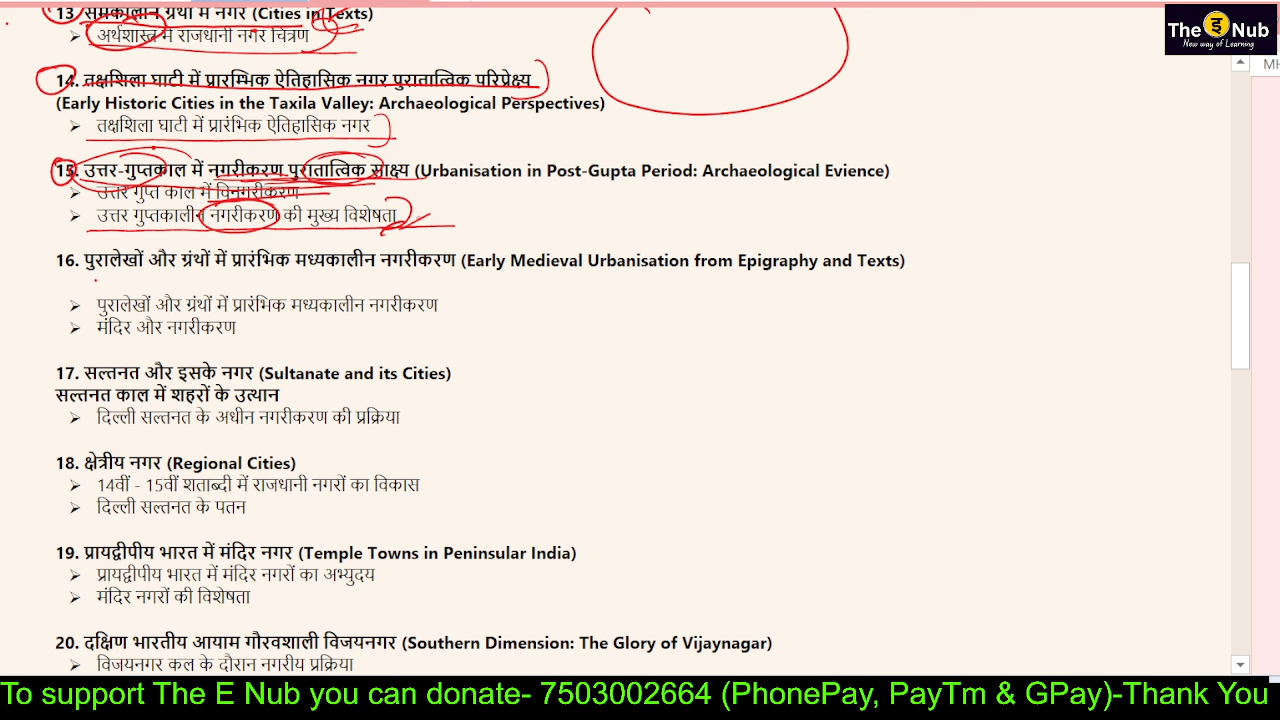 13 समकालीन ग्रंथों में नगर (Cities in Texts)
➤ अर्थशास्त्र में राजधानी नगर चित्रण
14. तक्षशिला घाटी में प्रारम्भिक ऐतिहासिक नगर पुरातात्विक परिप्रेक्ष्य
(Early Historic Cities in the Taxila Valley: Archaeological Perspectives)
➤ तक्षशिला घाटी में प्रारंभिक ऐतिहासिक नगर
15. उत्तर-गुप्तकाल में नगरीकरण पुरातात्विक साक्ष्य (Urbanisation in Post-Gupta Period: Archaeological Evience)
➤ उत्तर गुप्त काल में विनगरीकरण
➤ उत्तर गुप्तकालीन नगरीकरण की मुख्य विशेषता
16. पुरालेखों और ग्रंथों में प्रारंभिक मध्यकालीन नगरीकरण (Early Medieval Urbanisation from Epigraphy and Texts)
➤ पुरालेखों और ग्रंथों में प्रारंभिक मध्यकालीन नगरीकरण
➤ मंदिर और नगरीकरण
17. सल्तनत और इसके नगर (Sultanate and its Cities)
सल्तनत काल में शहरों के उत्थान
➤ दिल्ली सल्तनत के अधीन नगरीकरण की प्रक्रिया
18. क्षेत्रीय नगर (Regional Cities)
➤ 14वीं - 15वीं शताब्दी में राजधानी नगरों का विकास
➤ दिल्ली सल्तनत के पतन
19. प्रायद्वीपीय भारत में मंदिर नगर (Temple Towns in Peninsular India)
➤ प्रायद्वीपीय भारत में मंदिर नगरों का अभ्युदय
➤ मंदिर नगरों की विशेषता
20. दक्षिण भारतीय आयाम गौरवशाली विजयनगर (Southern Dimension: The Glory of Vijaynagar)
➤ विजयनगर कल के दौरान नगरीय प्रक्रिया
The इ Nub
Now way of Learning
MH
To support The E Nub you can donate- 7503002664 (PhonePay, PayTm & GPay)-Thank You